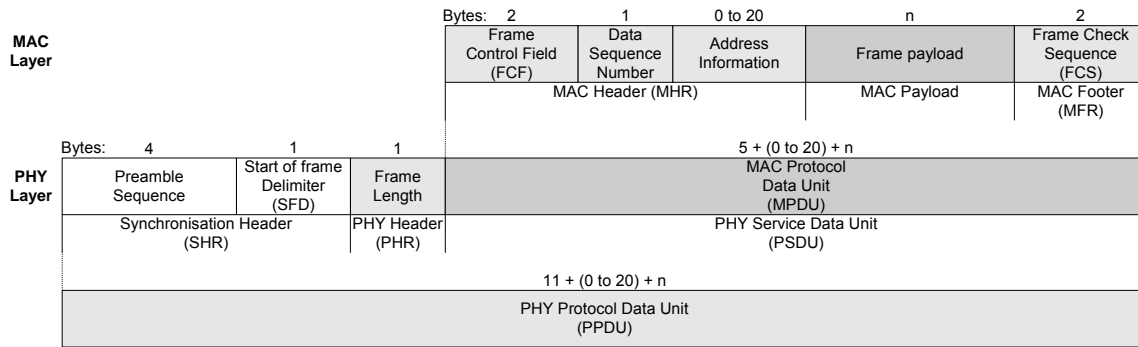 Bytes: 2 1 0 to 20 n 2
MAC
Layer
Frame
Control Field
(FCF)
Data
Sequence
Number
Address
Information
Frame payload
Frame Check
Sequence
(FCS)
MAC Header (MHR)
MAC Payload
MAC Footer
(MFR)
Bytes: 4 1 1 5 + (0 to 20) + n
PHY
Layer
Preamble
Sequence
Start of frame
Delimiter
(SFD)
Frame
Length
MAC Protocol
Data Unit
(MPDU)
Synchronisation Header
(SHR)
PHY Header
(PHR)
PHY Service Data Unit
(PSDU)
11 + (0 to 20) + n
PHY Protocol Data Unit
(PPDU)